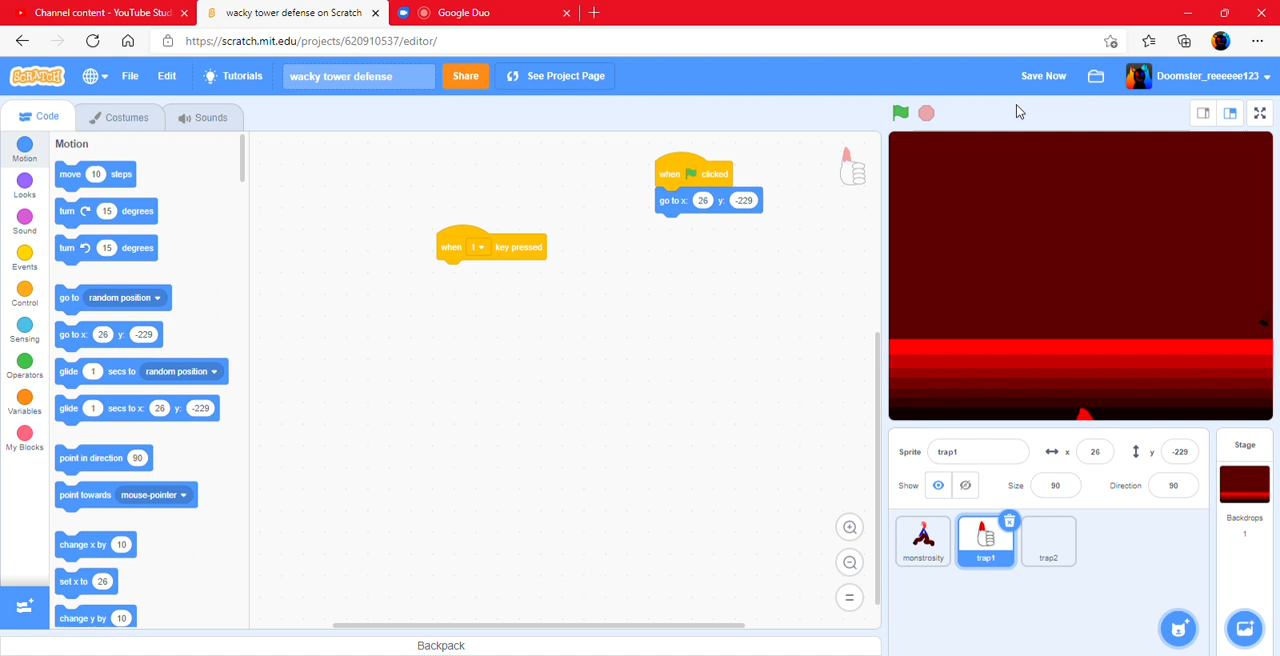 Channel content - YouTube Stud
wacky tower defense on Scratch
Google Duo
https://scratch.mit.edu/projects/620910537/editor/
SCRATCH
File
Edit
Tutorials
wacky tower defense
Share
See Project Page
Save Now
Doomster_reeeeee123
Code
Costumes
Sounds
Motion
Looks
Sound
Events
Control
Sensing
Operators
Variables
My Blocks
Motion
move 10 steps
turn 15 degrees
turn 15 degrees
go to random position
go to x: 26 y: -229
glide 1 secs to random position
glide 1 secs to x: 26 y: -229
point in direction 90
point towards mouse-pointer
change x by 10
set x to 26
change y by 10
when clicked
go to x: 26 y: -229
when 1 key pressed
Sprite trap1 x 26 y -229
Show Size 90 Direction 90
monstrosity
trap1
trap2
Stage
Backdrops
1
Backpack